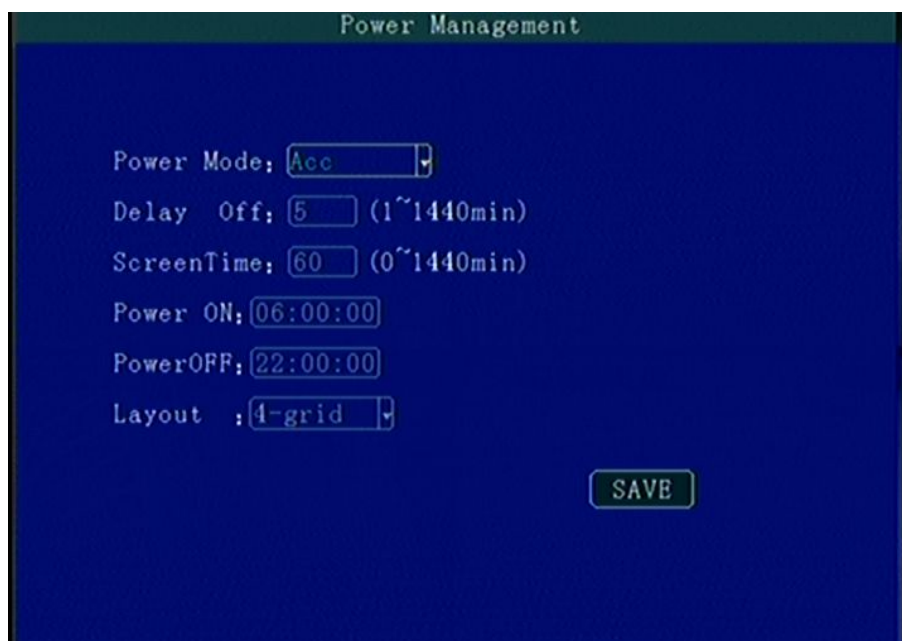 Power Management
Power Mode: Acc
Delay Off: 5 (1~1440min)
ScreenTime: 60 (0~1440min)
Power ON: 06:00:00
PowerOFF: 22:00:00
Layout : 4-grid
SAVE